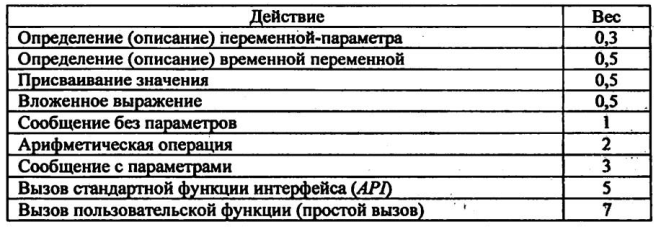 Действие Вес
Определение (описание) переменной-параметра 0,3
Определение (описание) временной переменной 0,5
Присваивание значения 0,5
Вложенное выражение 0,5
Сообщение без параметров 1
Арифметическая операция 2
Сообщение с параметрами 3
Вызов стандартной функции интерфейса (API) 5
Вызов пользовательской функции (простой вызов) 7